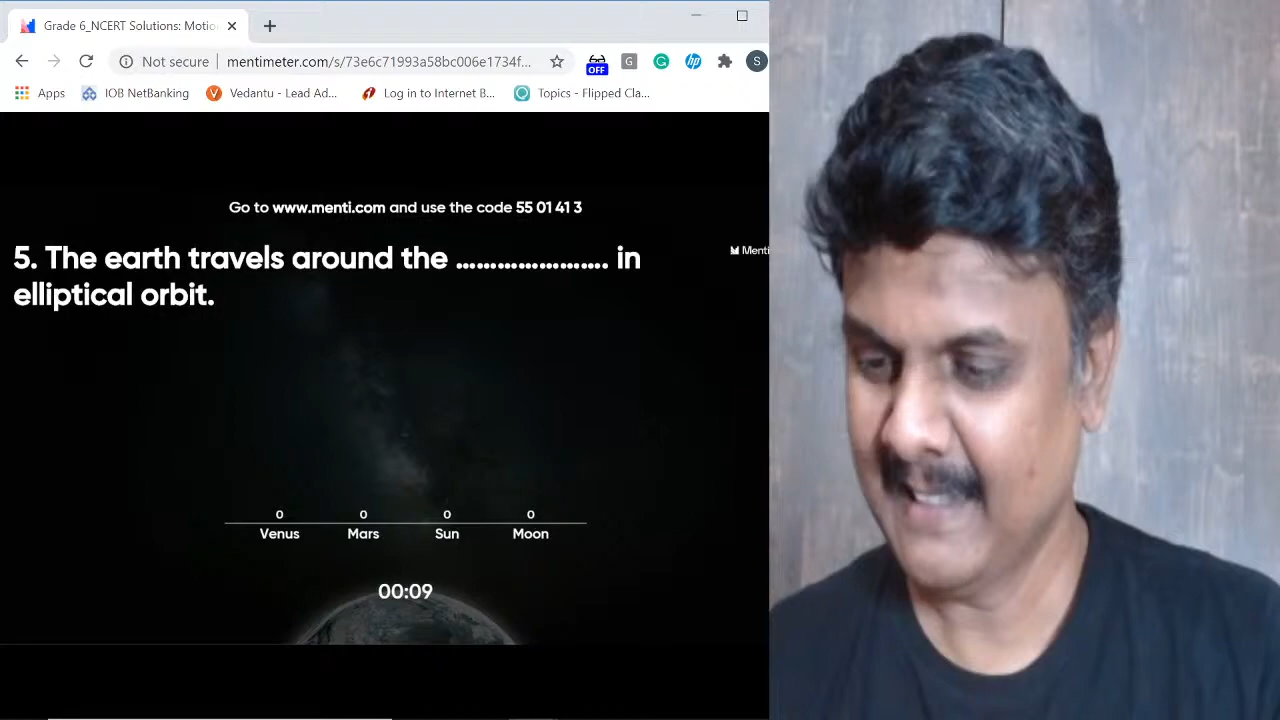 Grade 6_NCERT Solutions: Motio
Not secure
mentimeter.com/s/73e6c71993a58bc006e1734f...
G
OFF
hp
S
Apps
IOB NetBanking
Vedantu - Lead Ad...
Log in to Internet B...
Topics - Flipped Cla...
Go to www.menti.com and use the code 55 01 41 3
5. The earth travels around the ...................... in
elliptical orbit.
Menti
0 0 0 0
Venus Mars Sun Moon
00:09